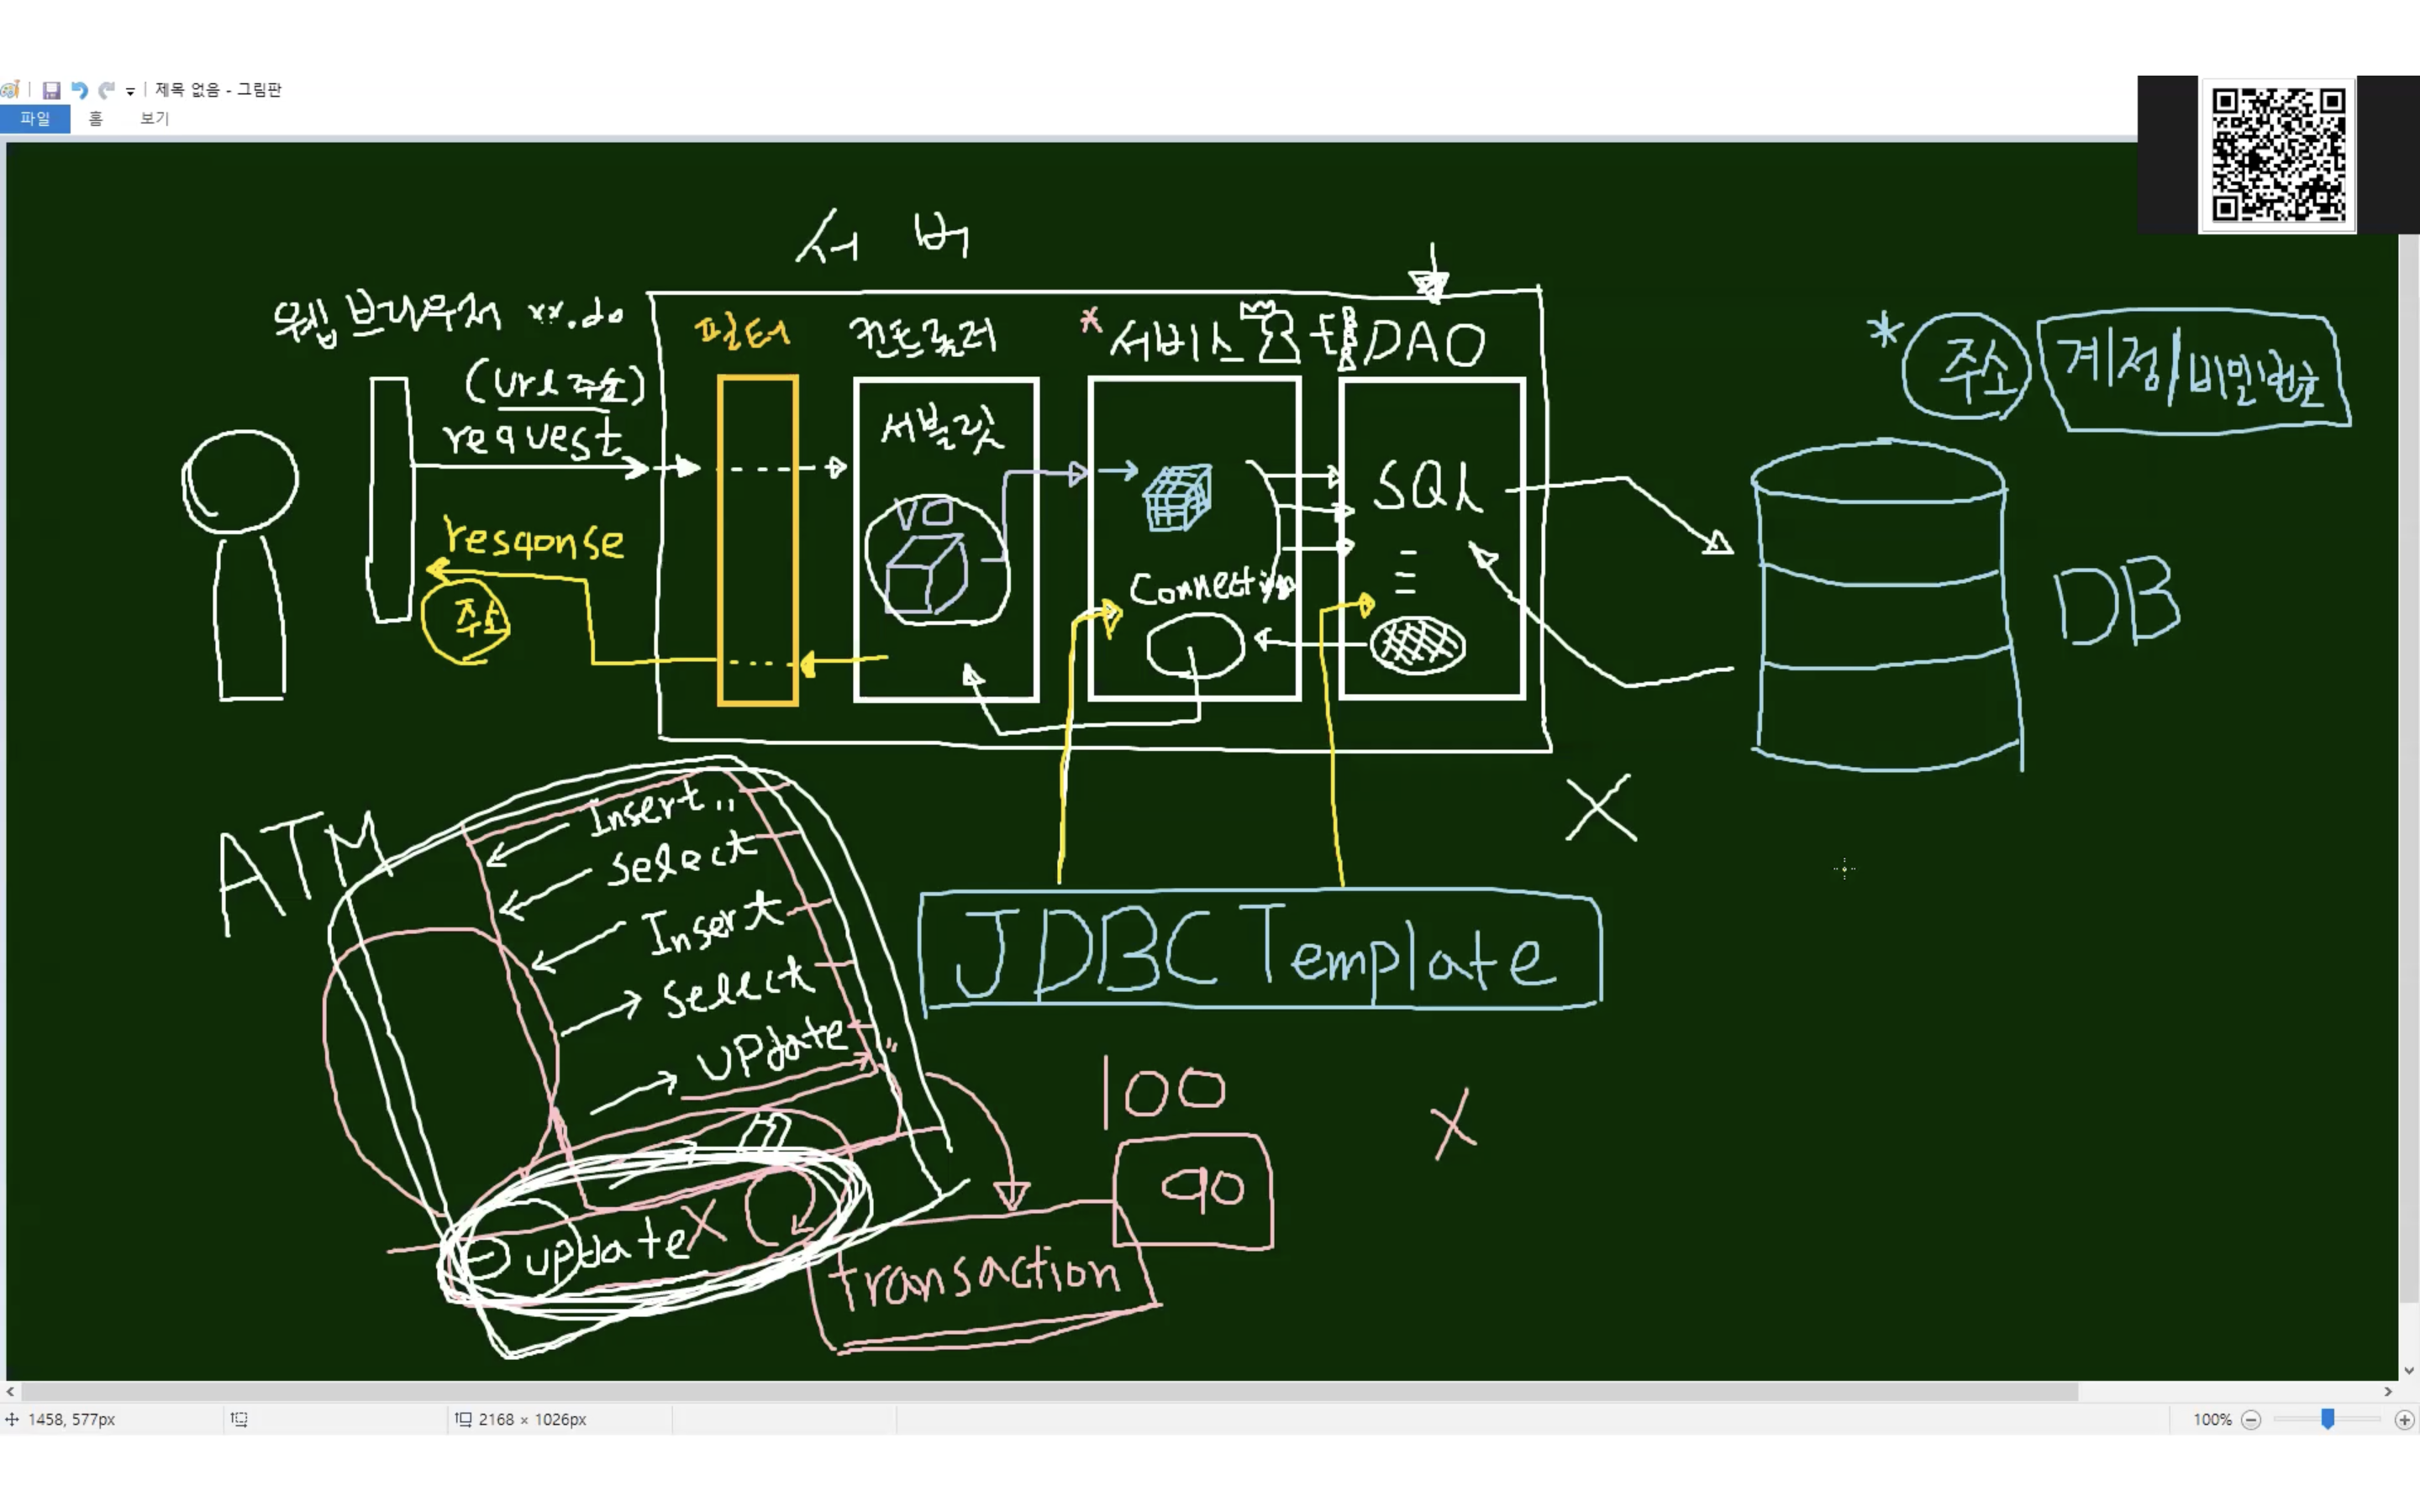 제목 없음 - 그림판
파일 홈 보기
서 버
웹브라우저 xx.do
(url 주소)
request
response
주소
필터
컨트롤러
서블릿
VO
* 서비스
Connection
DAO
SQL
* 주소 계정/비밀번호
DB
ATM
Insert..
select
Insert
select
update
update X
JDBC Template
100
90
X
X
transaction
1458, 577px
2168 × 1026px
100%